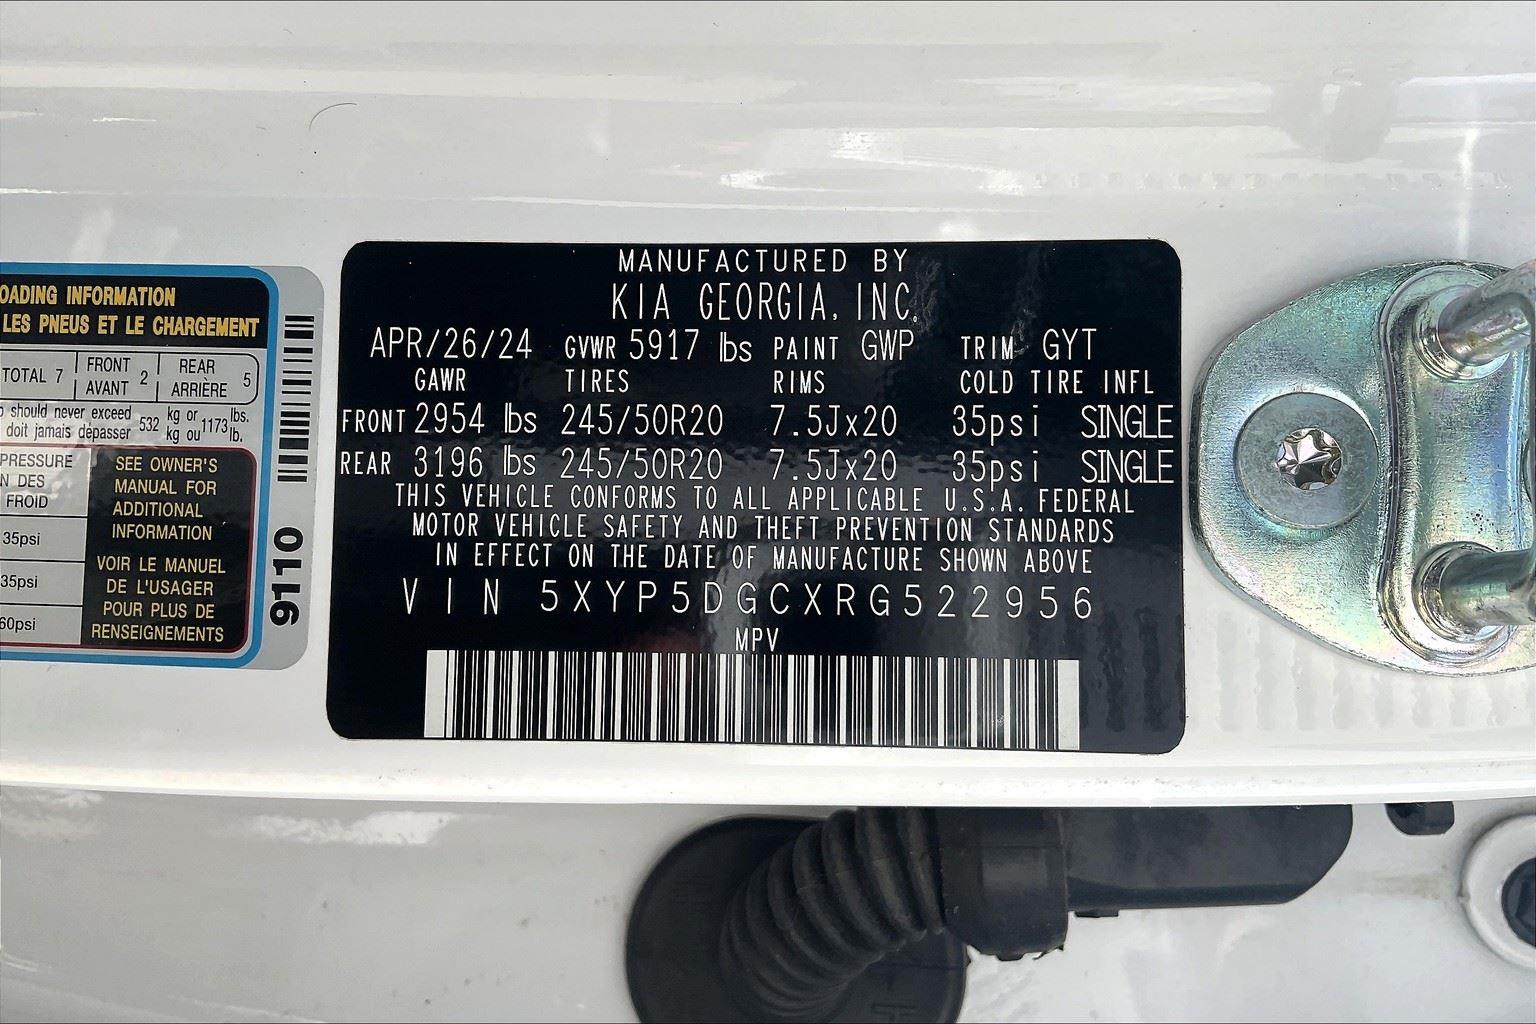 OADING INFORMATION
LES PNEUS ET LE CHARGEMENT
TOTAL 7 FRONT AVANT 2 REAR ARRIÈRE 5
should never exceed 532 kg or 1173 lbs.
doit jamais dépasser kg ou lb.
PRESSURE
N DES
FROID
35psi
35psi
60psi
SEE OWNER'S
MANUAL FOR
ADDITIONAL
INFORMATION
VOIR LE MANUEL
DE L'USAGER
POUR PLUS DE
RENSEIGNEMENTS
9110
MANUFACTURED BY
KIA GEORGIA, INC.
APR/26/24 GVWR 5917 lbs PAINT GWP TRIM GYT
GAWR TIRES RIMS COLD TIRE INFL
FRONT 2954 lbs 245/50R20 7.5Jx20 35psi SINGLE
REAR 3196 lbs 245/50R20 7.5Jx20 35psi SINGLE
THIS VEHICLE CONFORMS TO ALL APPLICABLE U.S.A. FEDERAL
MOTOR VEHICLE SAFETY AND THEFT PREVENTION STANDARDS
IN EFFECT ON THE DATE OF MANUFACTURE SHOWN ABOVE
VIN 5XYP5DGCXRG522956
MPV